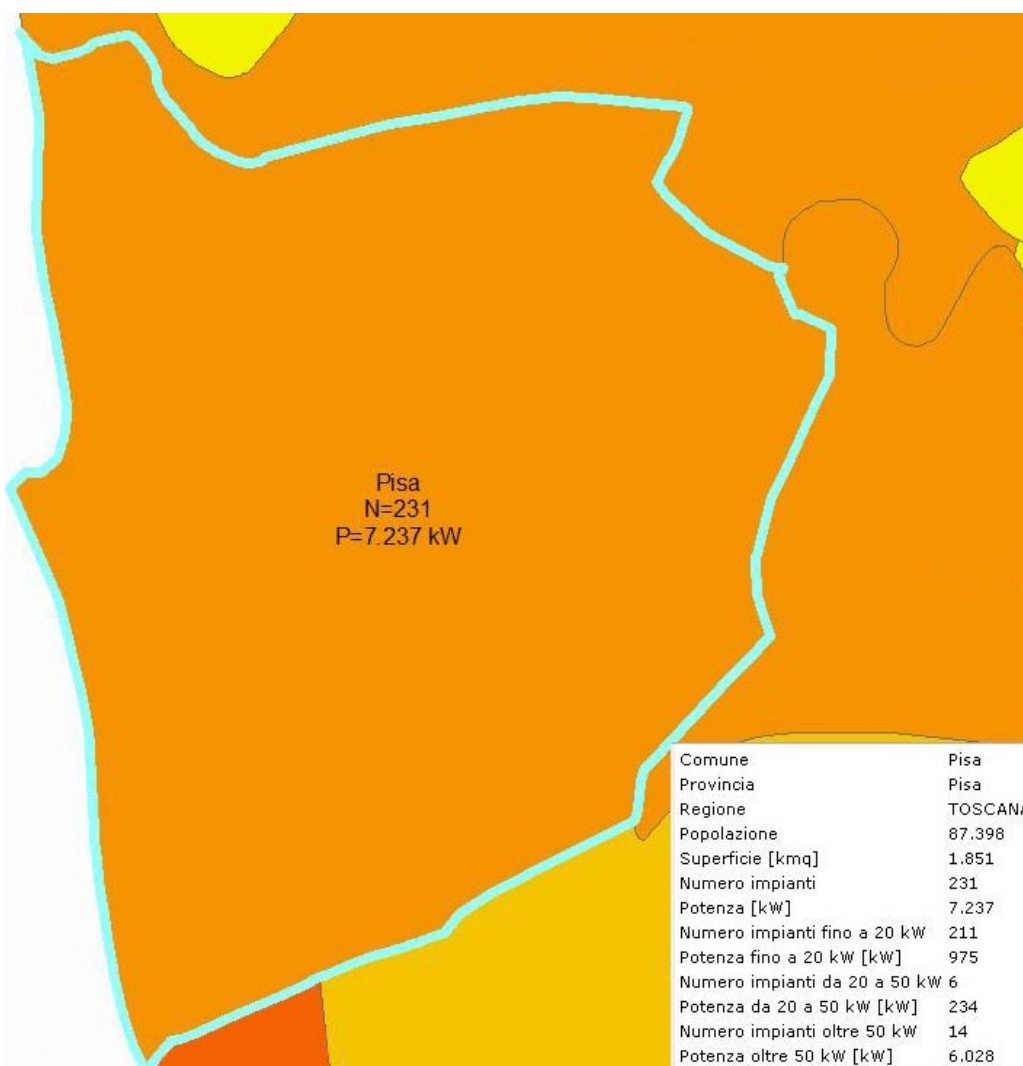 Pisa
N=231
P=7.237 kW
Comune Pisa
Provincia Pisa
Regione TOSCANA
Popolazione 87.398
Superficie [kmq] 1.851
Numero impianti 231
Potenza [kW] 7.237
Numero impianti fino a 20 kW 211
Potenza fino a 20 kW [kW] 975
Numero impianti da 20 a 50 kW 6
Potenza da 20 a 50 kW [kW] 234
Numero impianti oltre 50 kW 14
Potenza oltre 50 kW [kW] 6.028